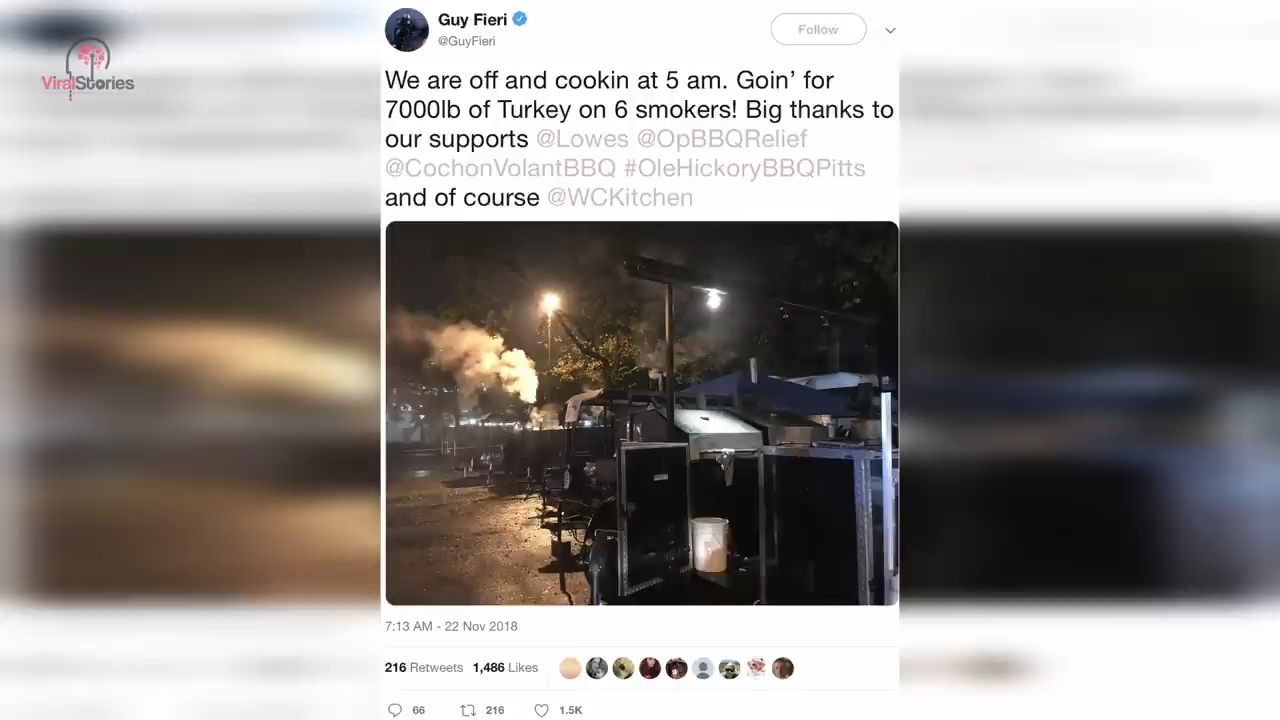 ViralStories
Guy Fieri
@GuyFieri
Follow
We are off and cookin at 5 am. Goin’ for
7000lb of Turkey on 6 smokers! Big thanks to
our supports @Lowes @OpBBQRelief
@CochonVolantBBQ #OleHickoryBBQPitts
and of course @WCKitchen
7:13 AM - 22 Nov 2018
216 Retweets 1,486 Likes
66 216 1.5K